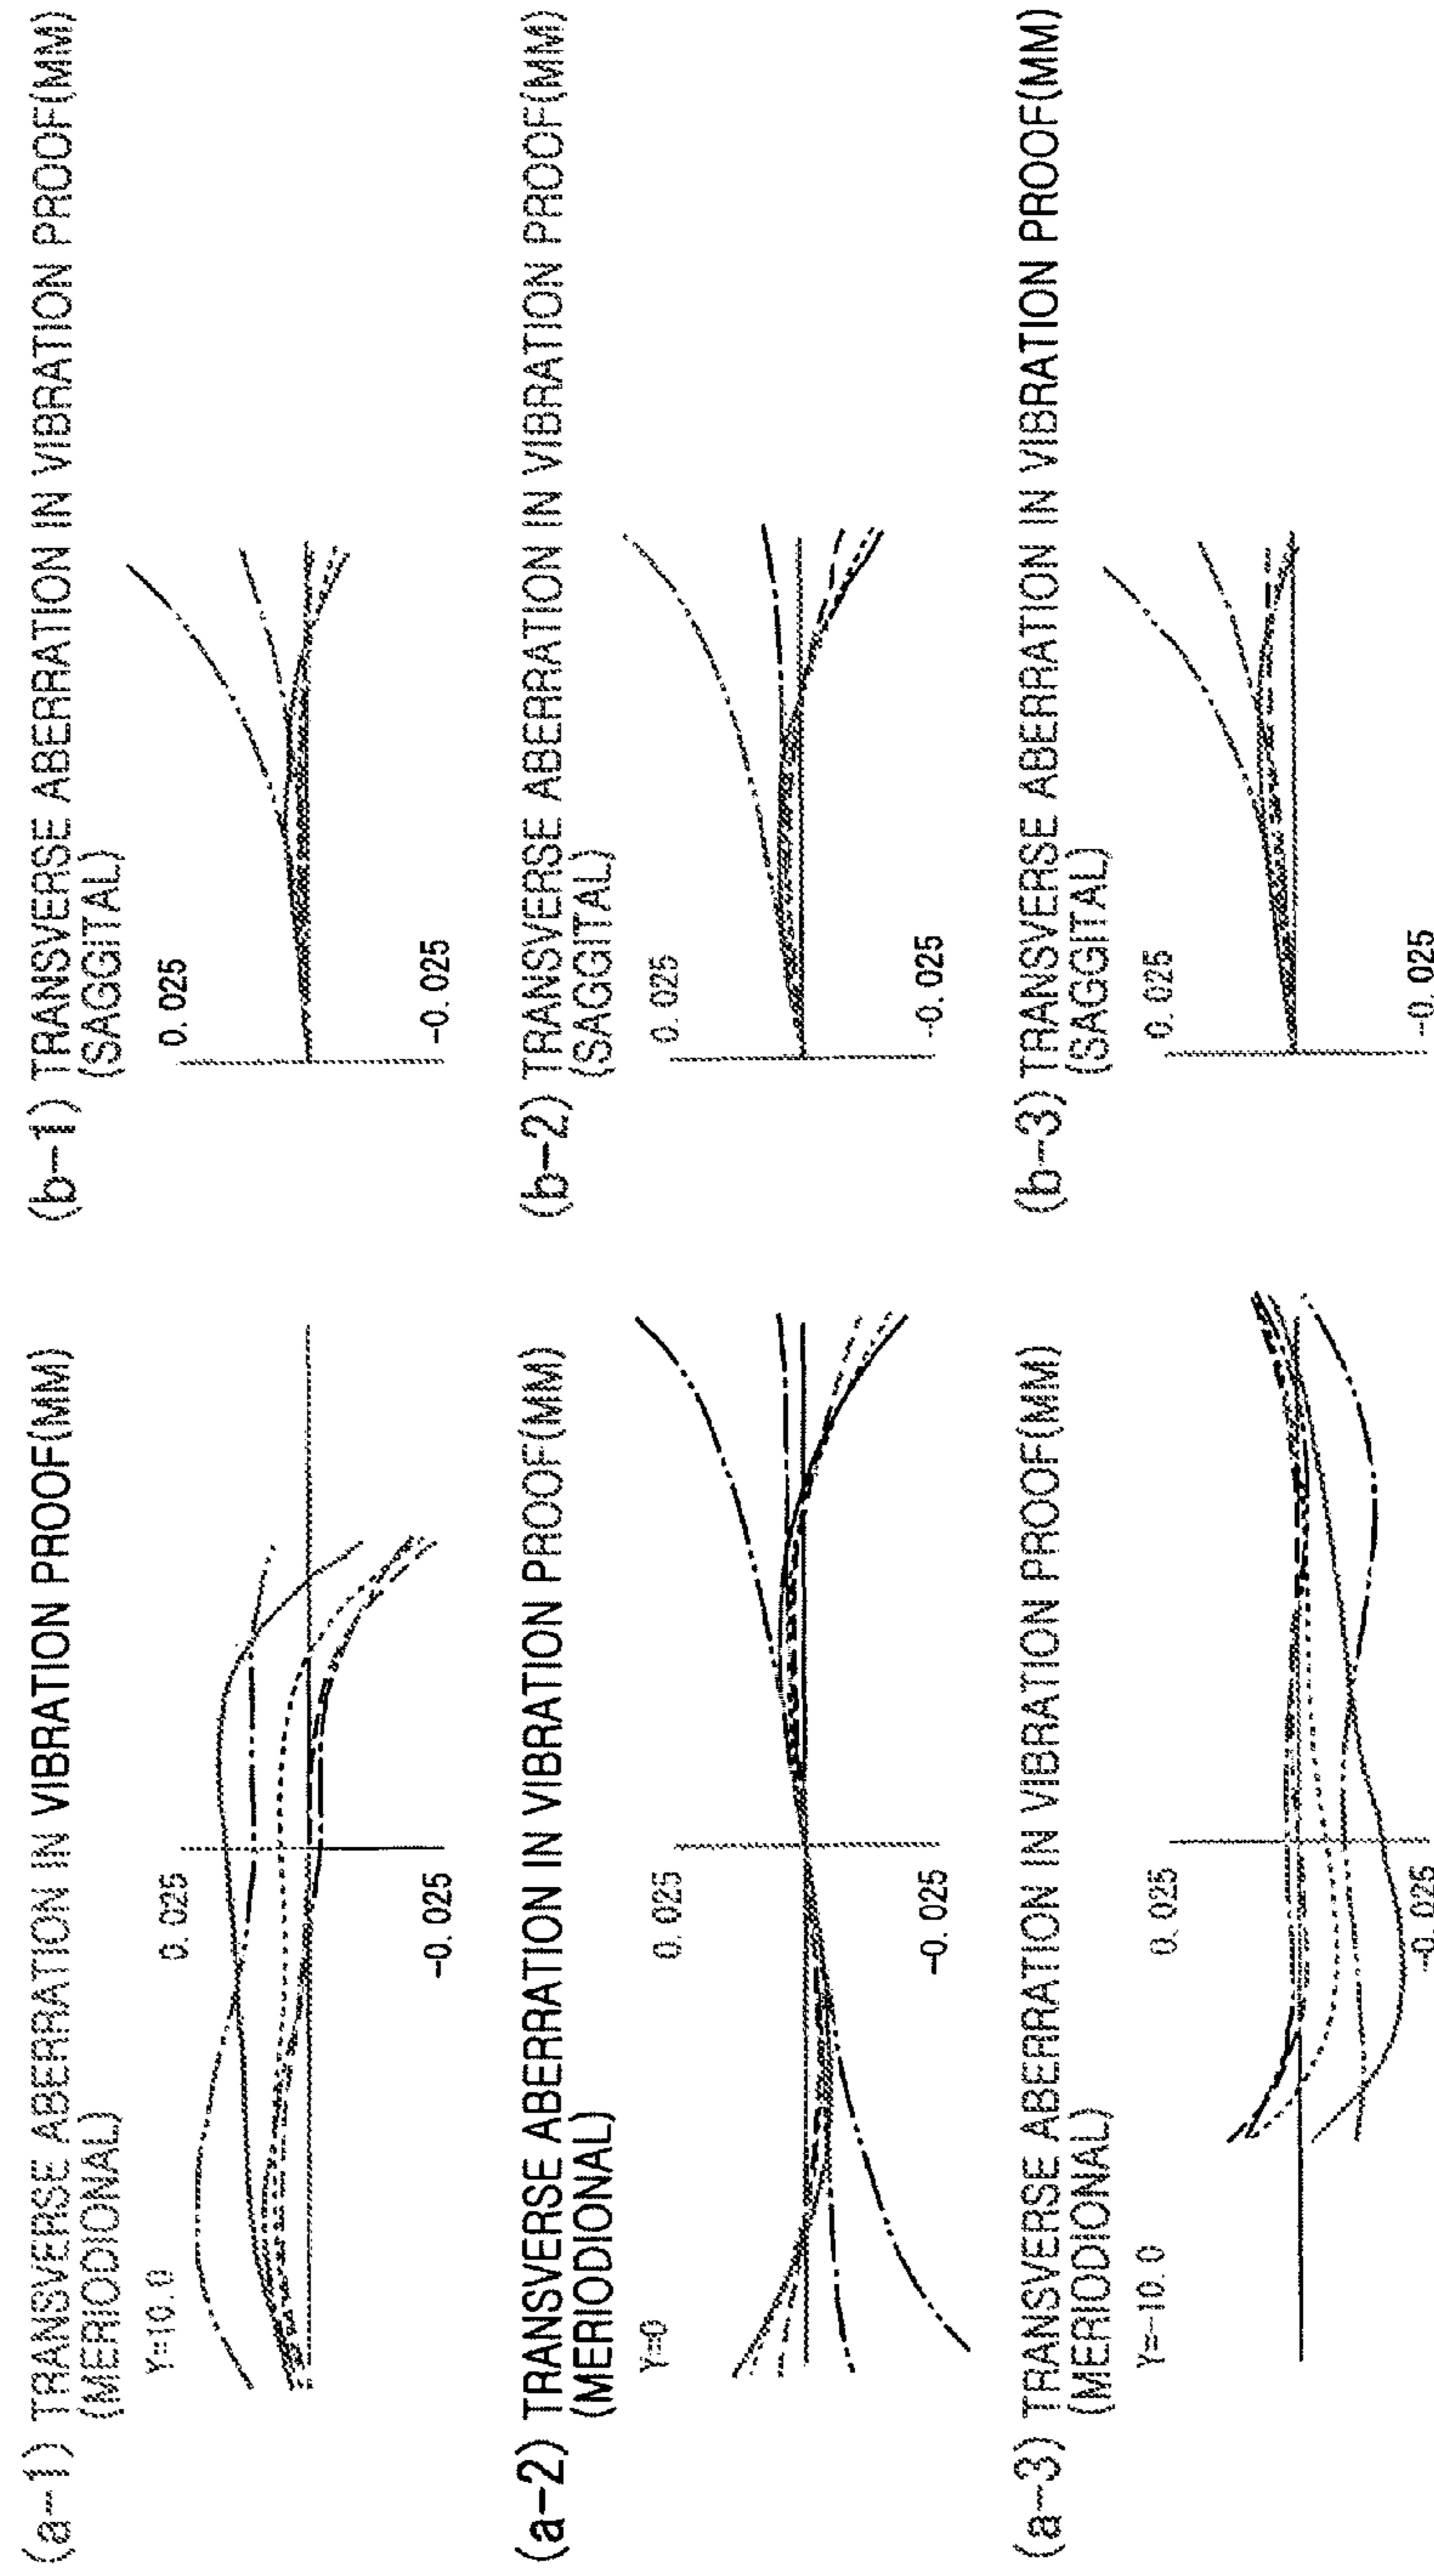 (a-1) TRANSVERSE ABERRATION IN VIBRATION PROOF(MM)
(MERIODIONAL)
Y=10.0
0.025
-0.025
(b-1) TRANSVERSE ABERRATION IN VIBRATION PROOF(MM)
(SAGGITAL)
0.025
-0.025
(a-2) TRANSVERSE ABERRATION IN VIBRATION PROOF(MM)
(MERIODIONAL)
Y=0
0.025
-0.025
(b-2) TRANSVERSE ABERRATION IN VIBRATION PROOF(MM)
(SAGGITAL)
0.025
-0.025
(a-3) TRANSVERSE ABERRATION IN VIBRATION PROOF(MM)
(MERIODIONAL)
Y=-10.0
0.025
-0.025
(b-3) TRANSVERSE ABERRATION IN VIBRATION PROOF(MM)
(SAGGITAL)
0.025
-0.025